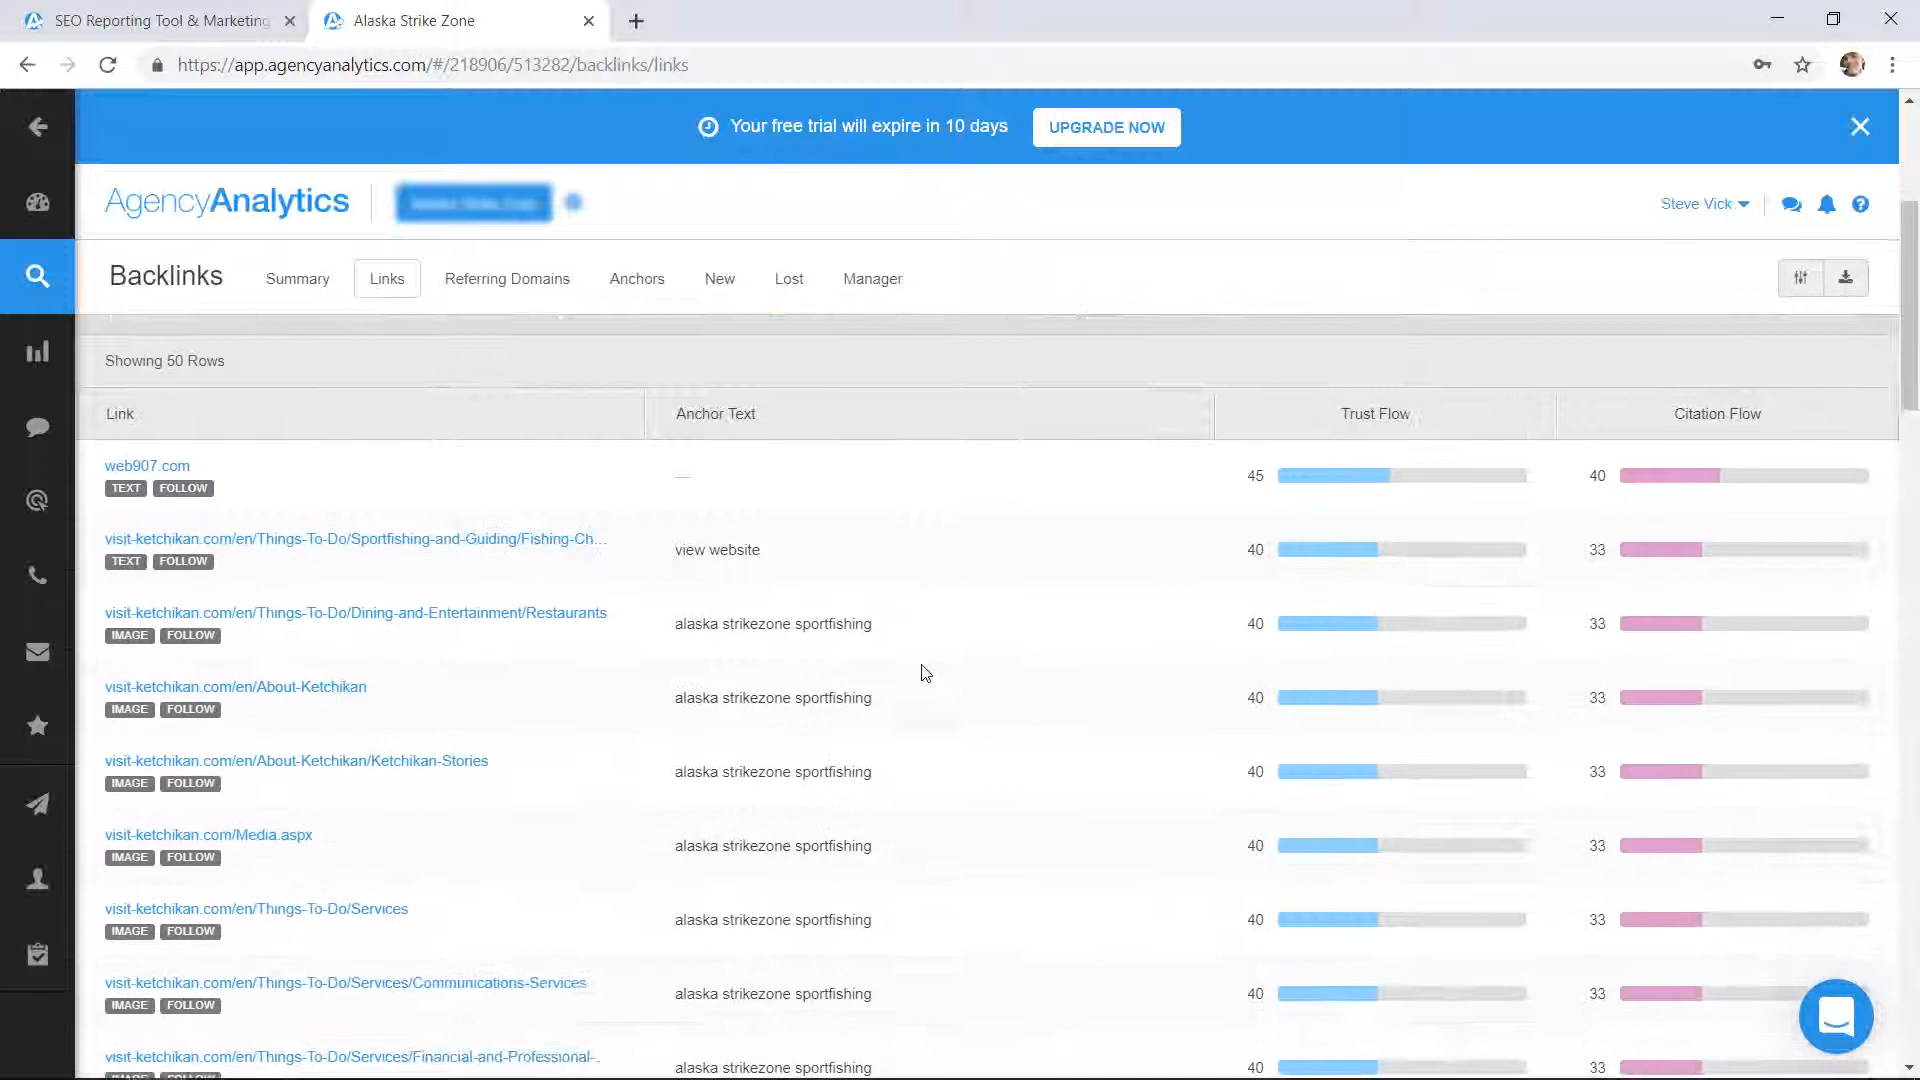 SEO Reporting Tool & Marketing
Alaska Strike Zone
https://app.agencyanalytics.com/#/218906/513282/backlinks/links
Your free trial will expire in 10 days
UPGRADE NOW
AgencyAnalytics
Steve Vick
Backlinks
Summary
Links
Referring Domains
Anchors
New
Lost
Manager
Showing 50 Rows
Link
Anchor Text
Trust Flow
Citation Flow
web907.com
TEXT FOLLOW
—
45
40
visit-ketchikan.com/en/Things-To-Do/Sportfishing-and-Guiding/Fishing-Ch...
TEXT FOLLOW
view website
40
33
visit-ketchikan.com/en/Things-To-Do/Dining-and-Entertainment/Restaurants
IMAGE FOLLOW
alaska strikezone sportfishing
40
33
visit-ketchikan.com/en/About-Ketchikan
IMAGE FOLLOW
alaska strikezone sportfishing
40
33
visit-ketchikan.com/en/About-Ketchikan/Ketchikan-Stories
IMAGE FOLLOW
alaska strikezone sportfishing
40
33
visit-ketchikan.com/Media.aspx
IMAGE FOLLOW
alaska strikezone sportfishing
40
33
visit-ketchikan.com/en/Things-To-Do/Services
IMAGE FOLLOW
alaska strikezone sportfishing
40
33
visit-ketchikan.com/en/Things-To-Do/Services/Communications-Services
IMAGE FOLLOW
alaska strikezone sportfishing
40
33
visit-ketchikan.com/en/Things-To-Do/Services/Financial-and-Professional-..
alaska strikezone sportfishing
40
33